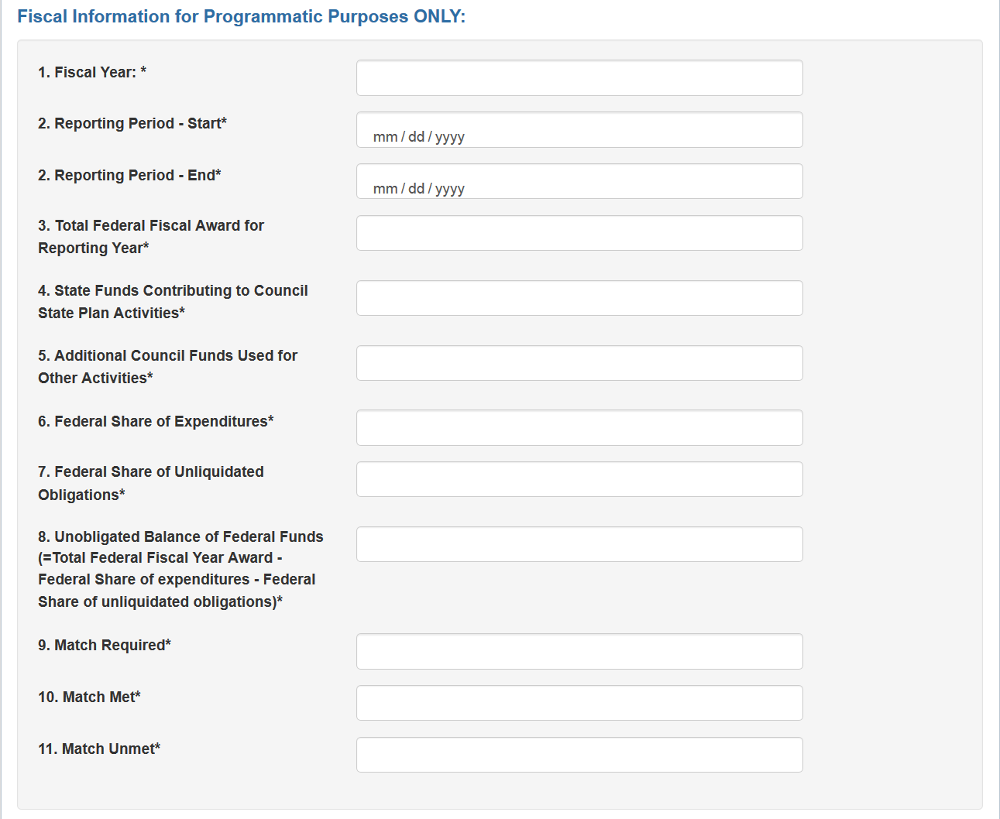 Fiscal Information for Programmatic Purposes ONLY:
1. Fiscal Year: *
2. Reporting Period - Start*
mm / dd / yyyy
2. Reporting Period - End*
mm / dd / yyyy
3. Total Federal Fiscal Award for
Reporting Year*
4. State Funds Contributing to Council
State Plan Activities*
5. Additional Council Funds Used for
Other Activities*
6. Federal Share of Expenditures*
7. Federal Share of Unliquidated
Obligations*
8. Unobligated Balance of Federal Funds
(=Total Federal Fiscal Year Award -
Federal Share of expenditures - Federal
Share of unliquidated obligations)*
9. Match Required*
10. Match Met*
11. Match Unmet*